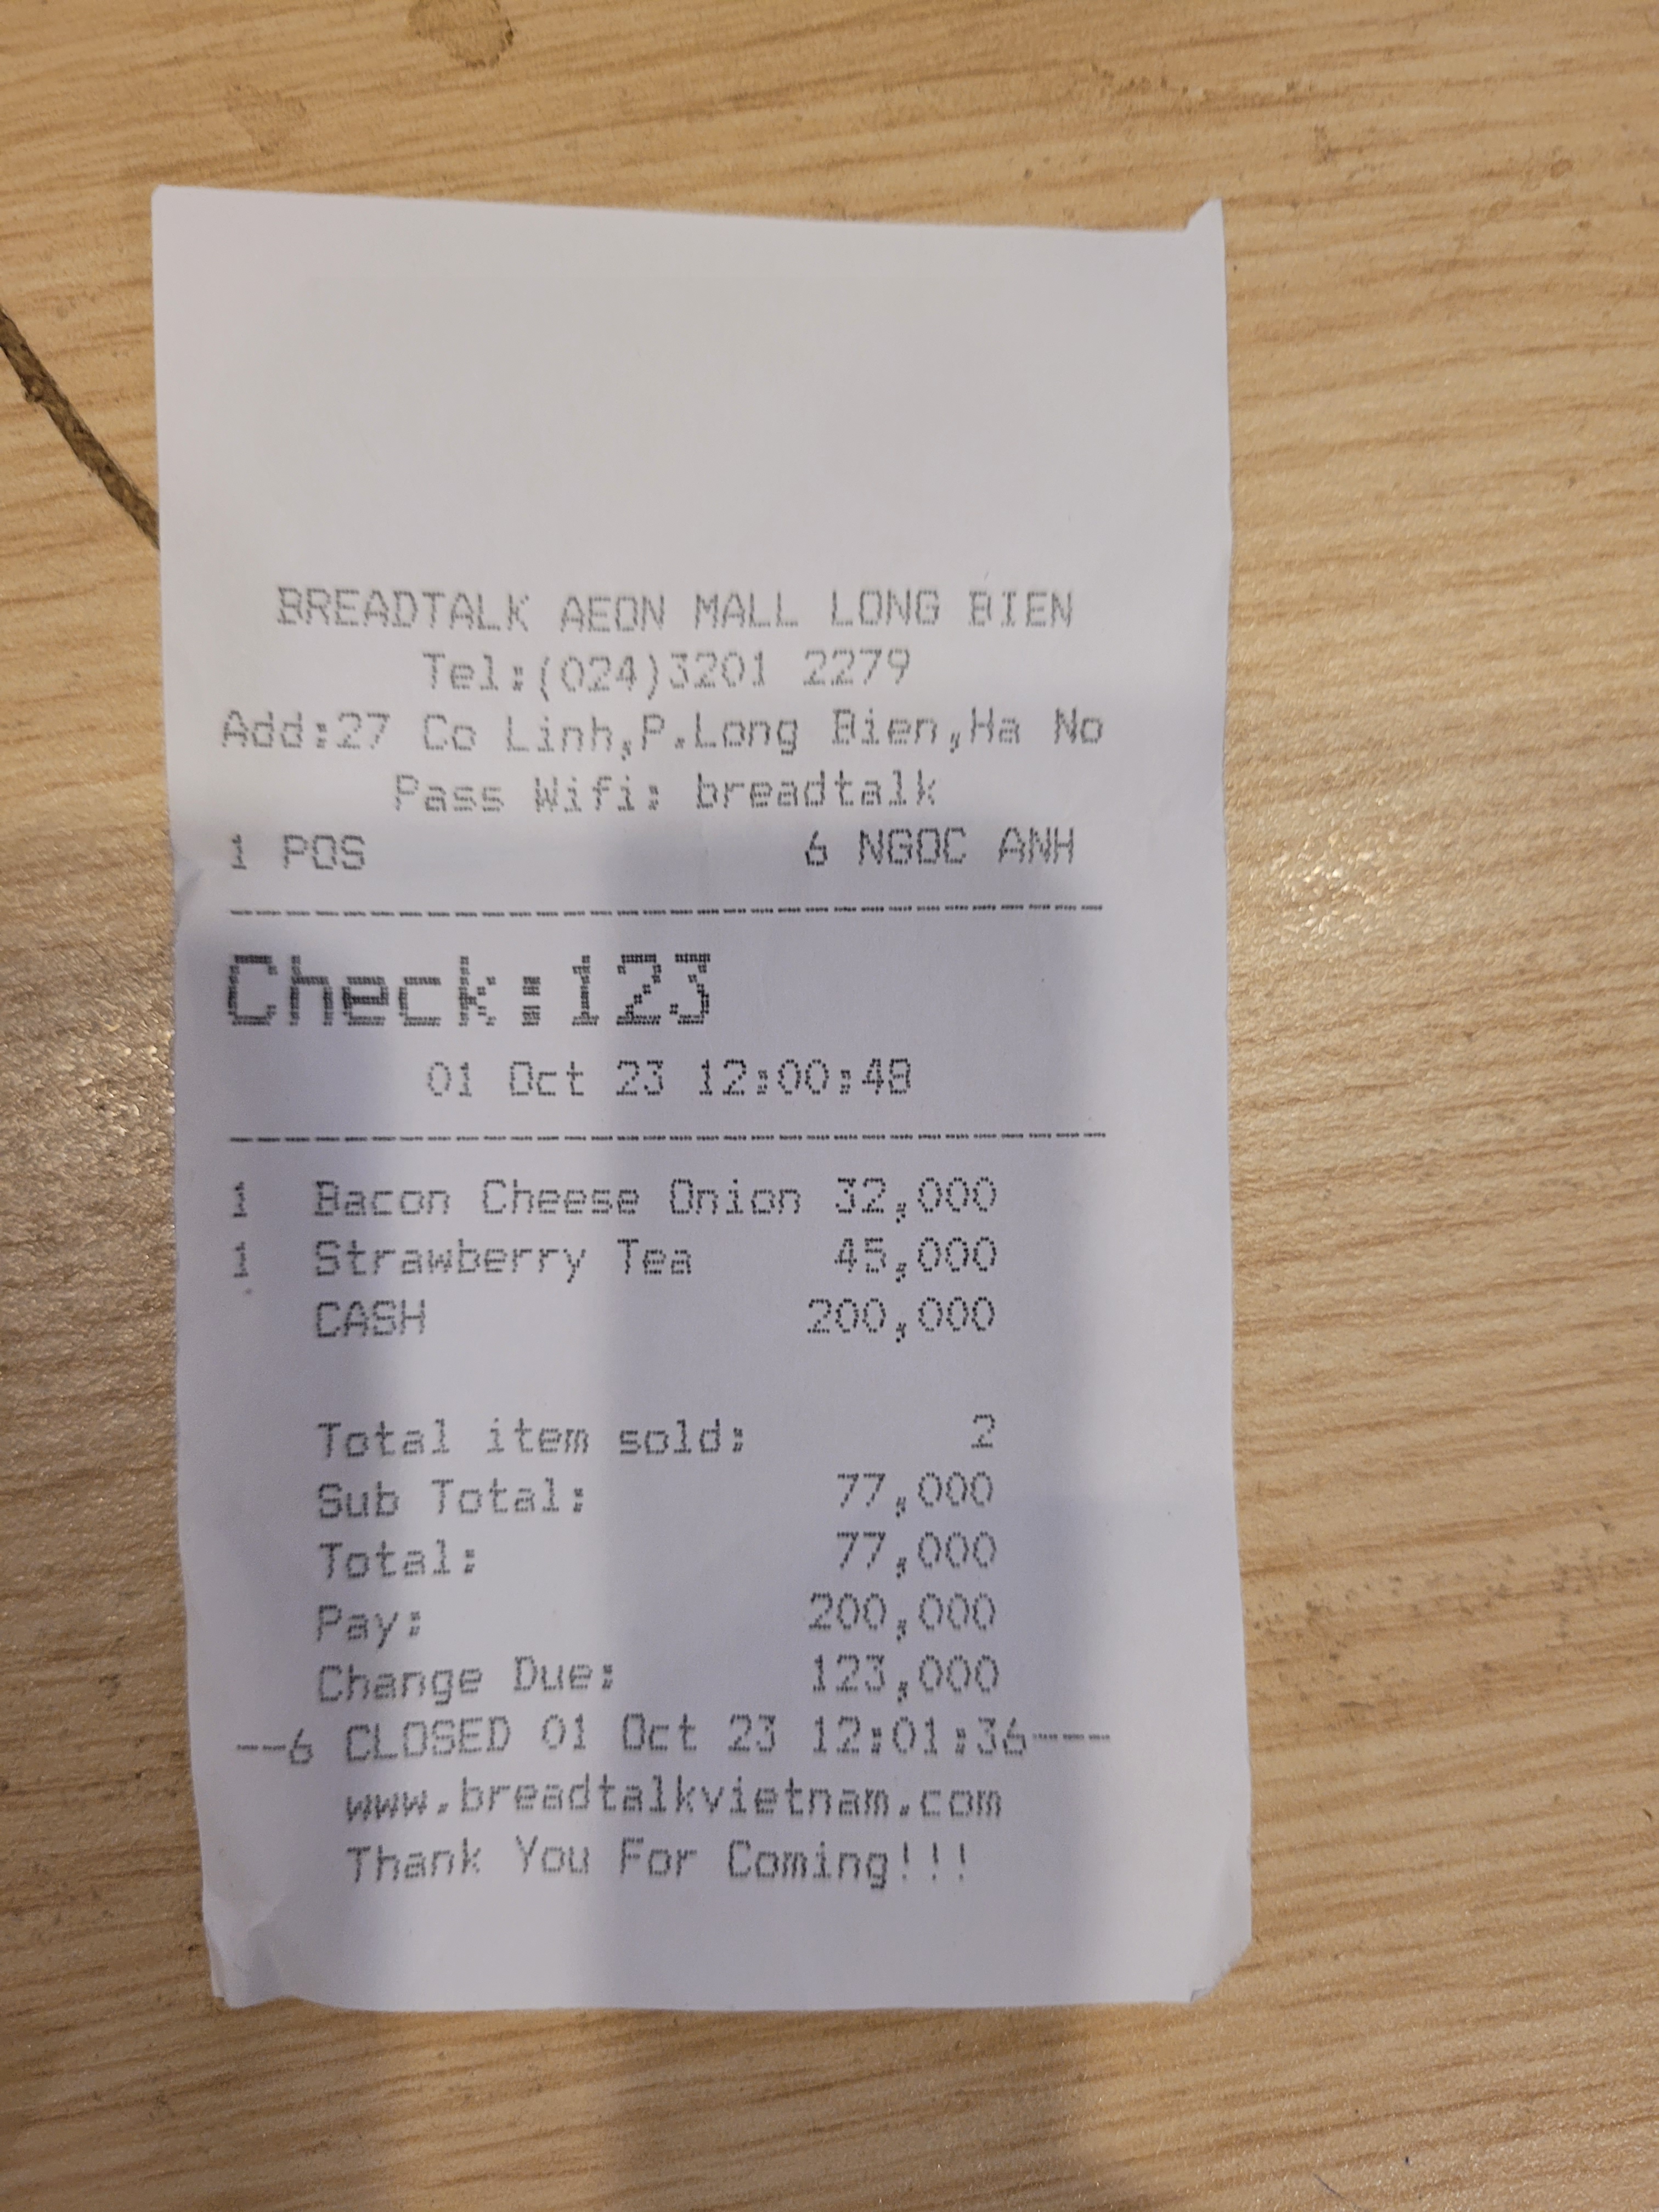 BREADTALK AEON MALL LONG BIEN
Tel:(024)3201 2279
Add:27 Co Linh,P.Long Bien,Ha No
Pass Wifi: breadtalk
1 POS 6 NGOC ANH
--------------------------------
Check:123
01 Oct 23 12:00:48
--------------------------------
1 Bacon Cheese Onion 32,000
1 Strawberry Tea 45,000
CASH 200,000
Total item sold: 2
Sub Total: 77,000
Total: 77,000
Pay: 200,000
Change Due: 123,000
--6 CLOSED 01 Oct 23 12:01:36---
www.breadtalkvietnam.com
Thank You For Coming!!!